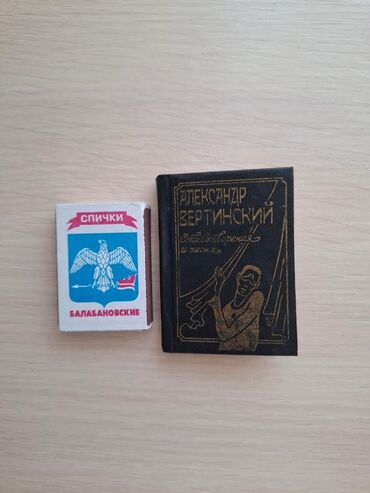 СПИЧКИ
БАЛАБАНОВСКИЕ
АЛЕКСАНДР
ВЕРТИНСКИЙ
Стихотворения
и песни